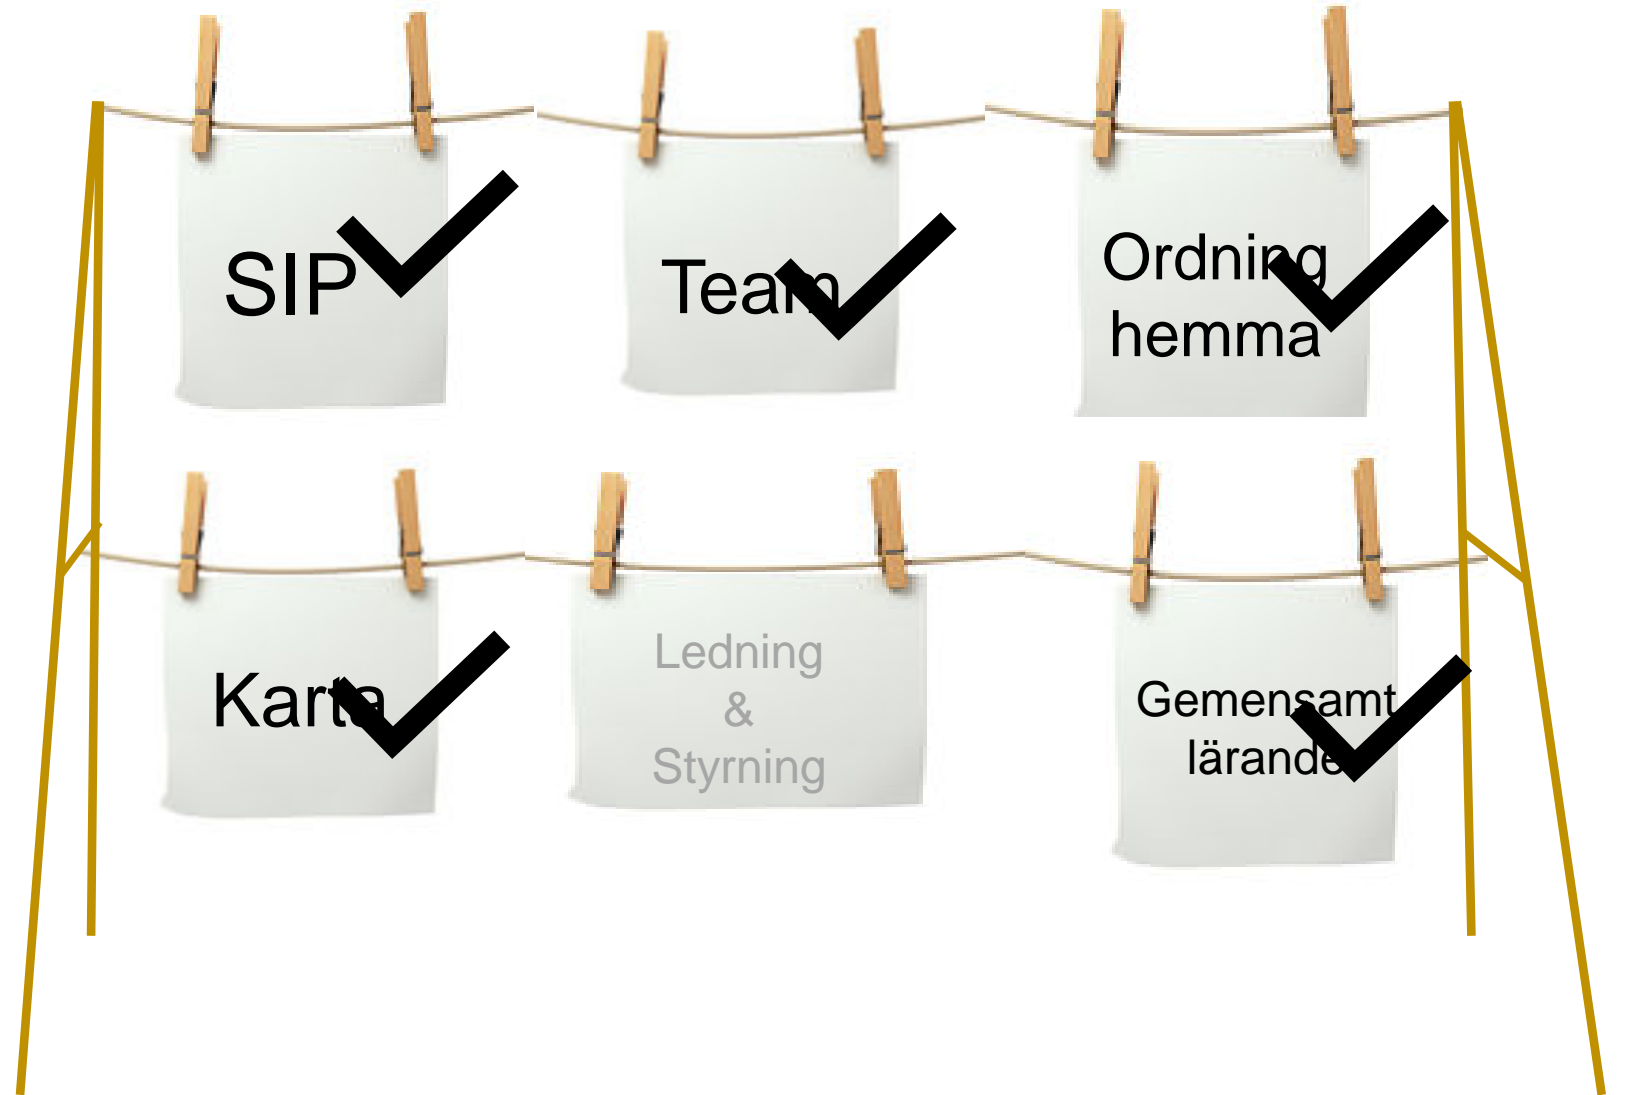 SIP
Team
Ordning
hemma
Karta
Ledning
&
Styrning
Gemensamt
lärande